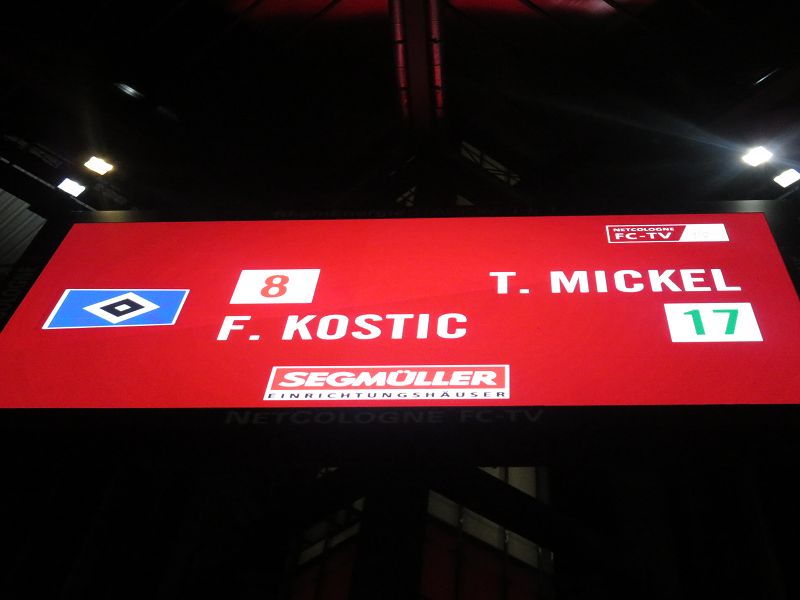 NETCOLOGNE
FC-TV
8
F. KOSTIC
T. MICKEL
17
SEGMÜLLER
EINRICHTUNGSHÄUSER
NETCOLOGNE FC-TV